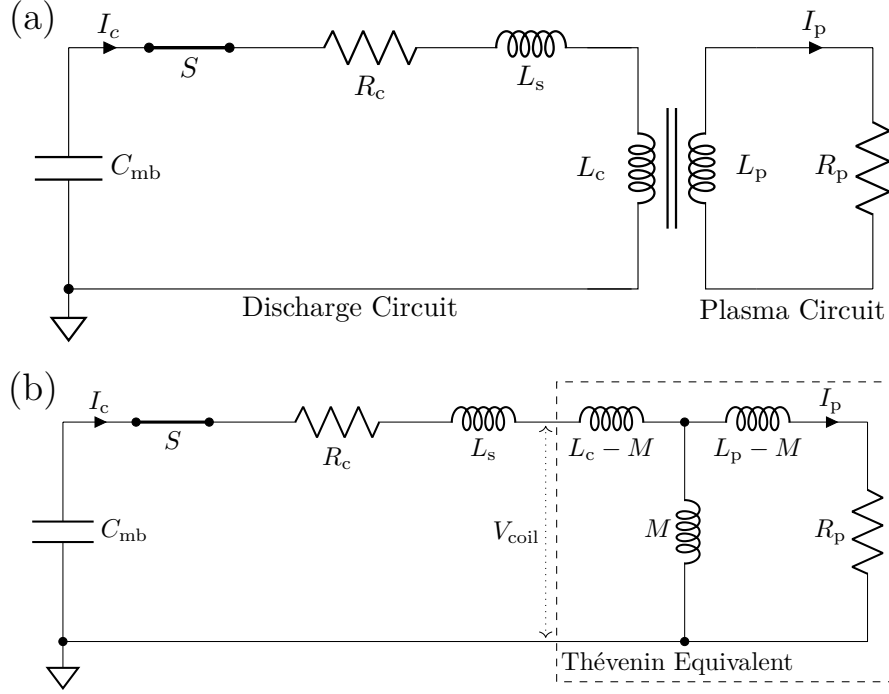 (a)
I_c
S
R_c
L_s
I_p
C_mb
L_c
L_p
R_p
Discharge Circuit
Plasma Circuit
(b)
I_c
S
R_c
L_s
L_c − M
L_p − M
I_p
C_mb
V_coil
M
R_p
Thévenin Equivalent